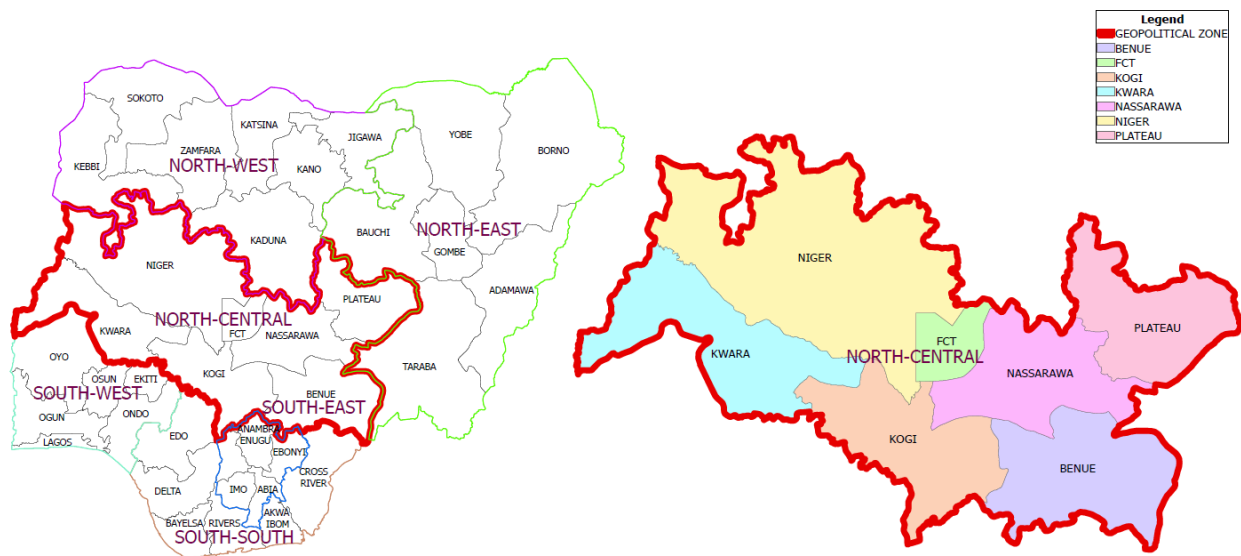 Legend
GEOPOLITICAL ZONE
BENUE
FCT
KOGI
KWARA
NASSARAWA
NIGER
PLATEAU
SOKOTO
KATSINA
JIGAWA
YOBE
BORNO
ZAMFARA
KEBBI
NORTH-WEST
KANO
KADUNA
BAUCHI
NORTH-EAST
GOMBE
NIGER
ADAMAWA
PLATEAU
NORTH-CENTRAL
KWARA
FCT
NASSARAWA
OYO
KOGI
TARABA
OSUN
EKITI
SOUTH-WEST
BENUE
SOUTH-EAST
OGUN
ONDO
LAGOS
EDO
ANAMBRA
ENUGU
EBONYI
CROSS
RIVER
DELTA
IMO
ABIA
AKWA
IBOM
BAYELSA
RIVERS
SOUTH-SOUTH
NIGER
PLATEAU
FCT
KWARA
NORTH-CENTRAL
NASSARAWA
KOGI
BENUE